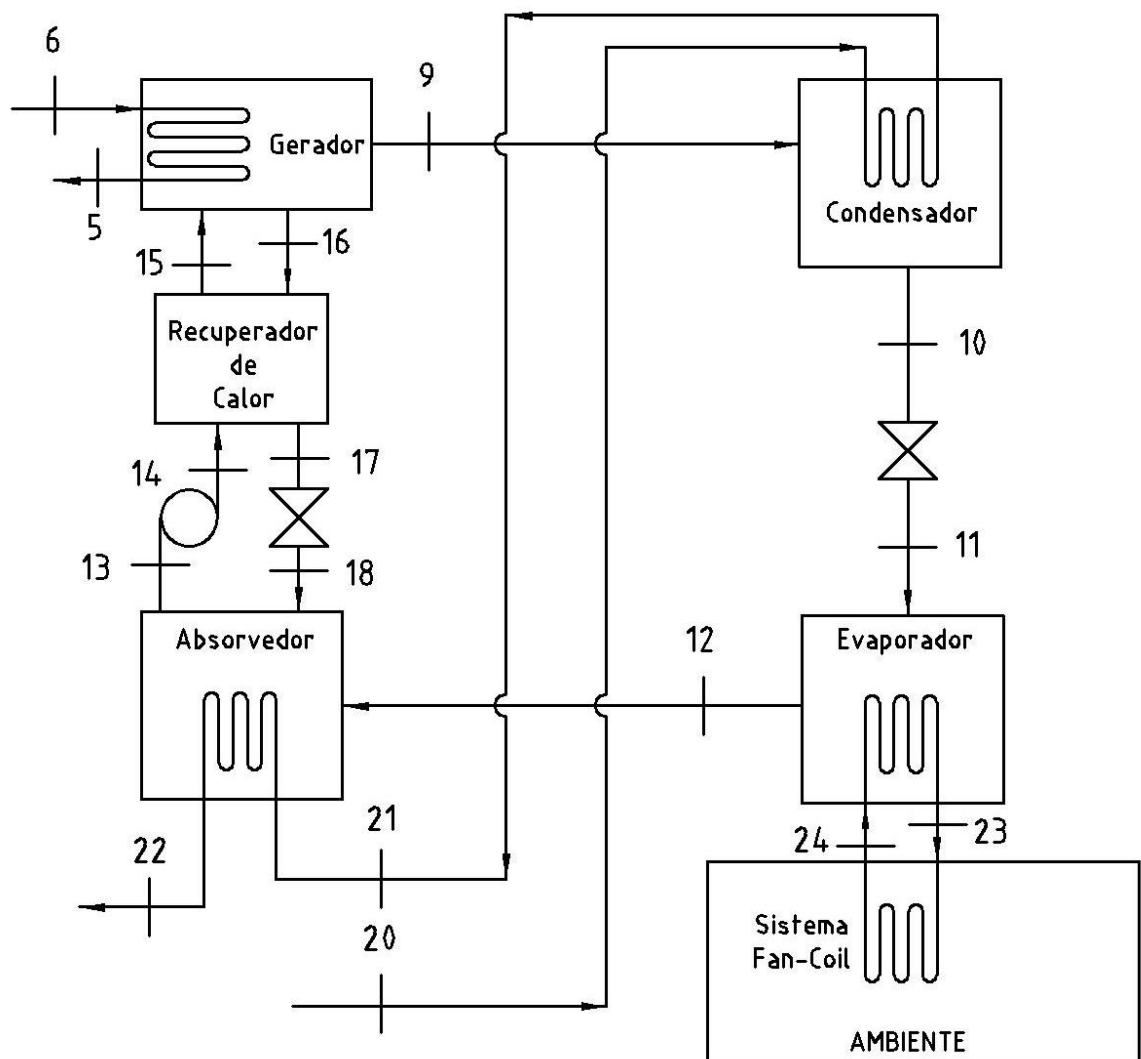 6
9
Gerador
Condensador
5
15
16
Recuperador
de
Calor
10
14
17
13
18
11
Absorvedor
12
Evaporador
21
22
24
23
20
Sistema
Fan-Coil
AMBIENTE